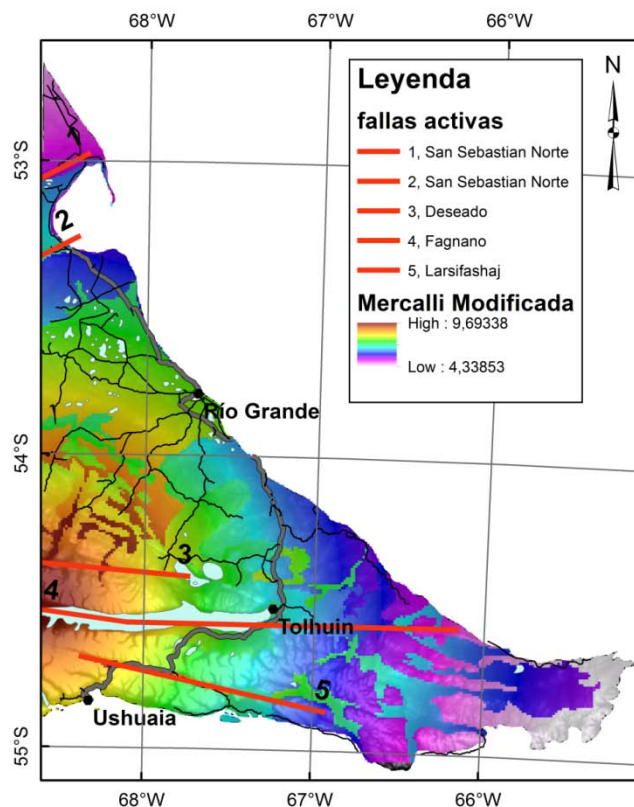 68°W 67°W 66°W
Leyenda
fallas activas
1, San Sebastian Norte
2, San Sebastian Norte
3, Deseado
4, Fagnano
5, Larsifashaj
Mercalli Modificada
High : 9,69338
Low : 4,33853
N
53°S
1
2
Río Grande
54°S
3
4
Tolhuin
5
Ushuaia
55°S
68°W 67°W 66°W